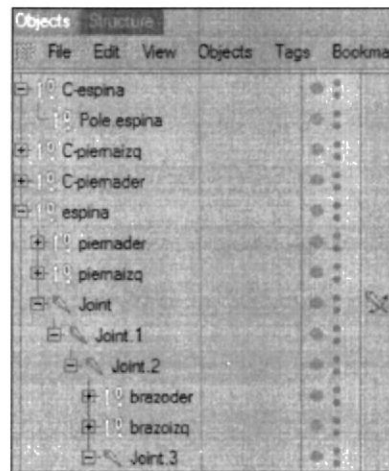 Objects Structure
File Edit View Objects Tags Bookma
C-espina
Pole.espina
C-piernaizq
C-piernader
espina
piernader
piernaizq
Joint
Joint.1
Joint.2
brazoder
brazoizq
Joint.3